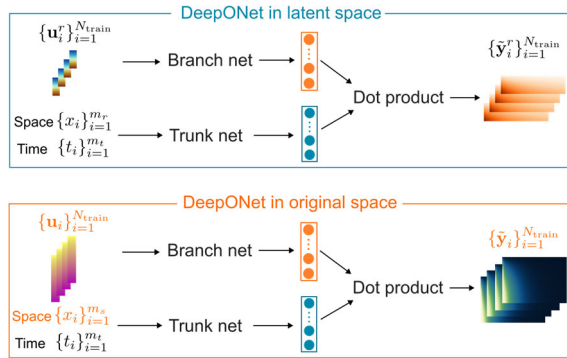 DeepONet in latent space
{u_i^r}_{i=1}^{N_train}
Branch net
{ỹ_i^r}_{i=1}^{N_train}
Dot product
Space {x_i}_{i=1}^{m_r}
Trunk net
Time {t_i}_{i=1}^{m_t}
DeepONet in original space
{u_i}_{i=1}^{N_train}
Branch net
{ỹ_i}_{i=1}^{N_train}
Dot product
Space {x_i}_{i=1}^{m_s}
Trunk net
Time {t_i}_{i=1}^{m_t}